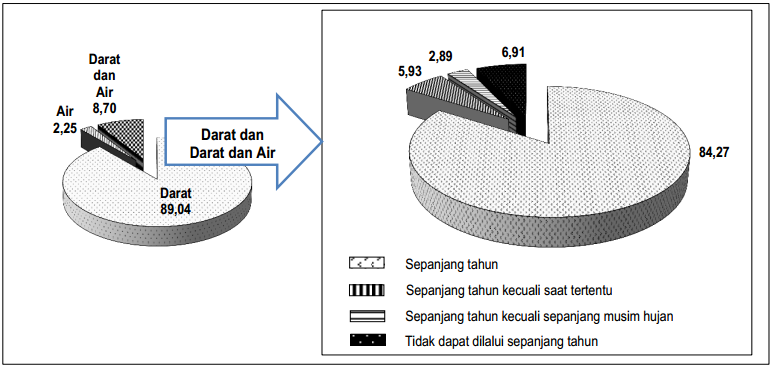 Darat
dan
Air
8,70
Air
2,25
Darat
89,04
Darat dan
Darat dan Air
5,93
2,89
6,91
84,27
Sepanjang tahun
Sepanjang tahun kecuali saat tertentu
Sepanjang tahun kecuali sepanjang musim hujan
Tidak dapat dilalui sepanjang tahun